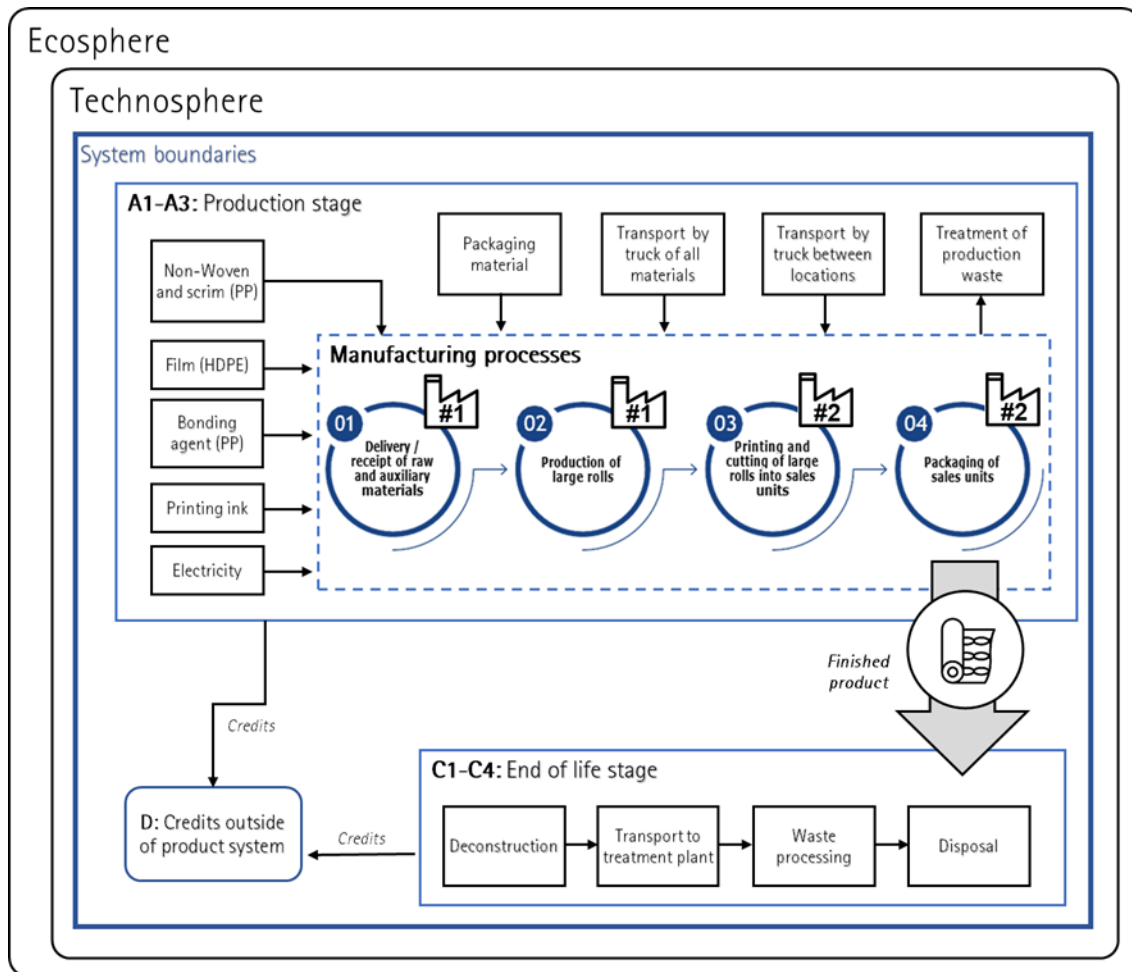 Ecosphere
Technosphere
System boundaries
A1-A3: Production stage
Non-Woven
and scrim (PP)
Packaging
material
Transport by
truck of all
materials
Transport by
truck between
locations
Treatment of
production
waste
Film (HDPE)
Bonding
agent (PP)
Printing ink
Electricity
Manufacturing processes
#1
01
Delivery /
receipt of raw
and auxiliary
materials
#1
02
Production of
large rolls
#2
03
Printing and
cutting of large
rolls into sales
units
#2
04
Packaging of
sales units
Finished
product
Credits
D: Credits outside
of product system
Credits
C1-C4: End of life stage
Deconstruction
Transport to
treatment plant
Waste
processing
Disposal